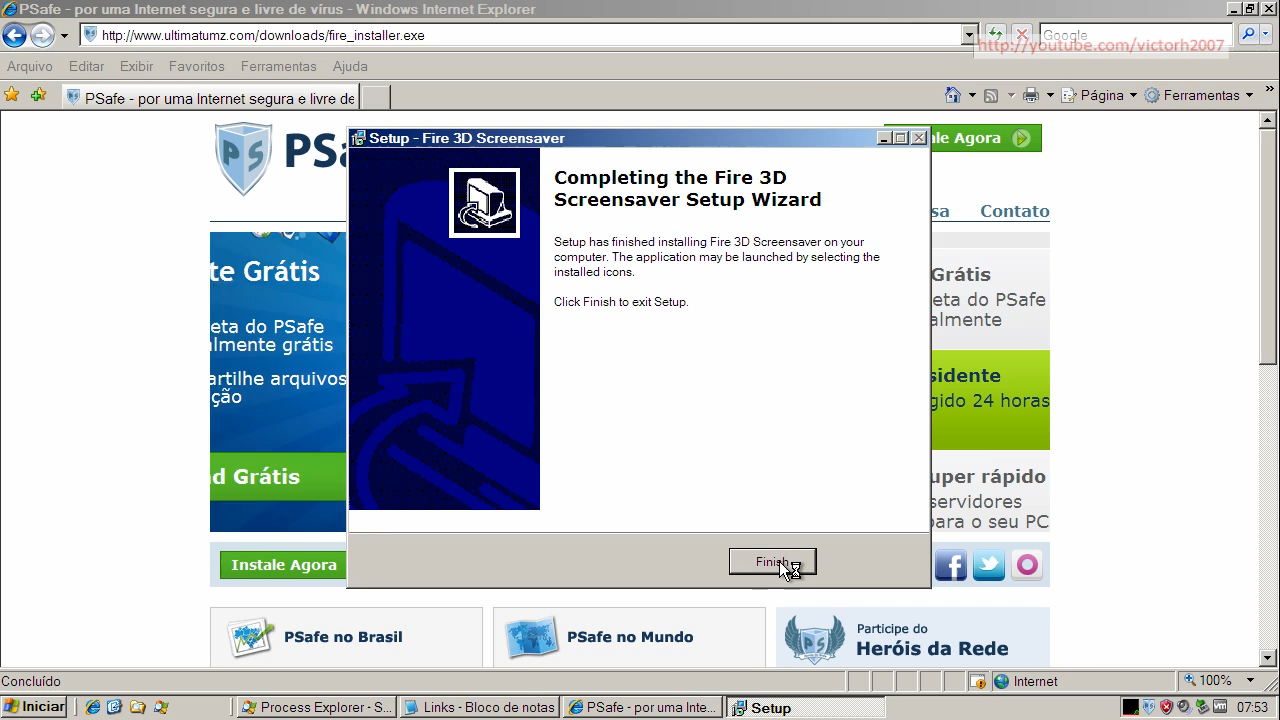 PSafe - por uma Internet segura e livre de vírus - Windows Internet Explorer
http://www.ultimatumz.com/downloads/fire_installer.exe
Google
http://youtube.com/victorh2007
Arquivo Editar Exibir Favoritos Ferramentas Ajuda
PSafe - por uma Internet segura e livre de
Página Ferramentas
PS PSa
Setup - Fire 3D Screensaver
ale Agora
Completing the Fire 3D
Screensaver Setup Wizard
sa Contato
Setup has finished installing Fire 3D Screensaver on your
computer. The application may be launched by selecting the
installed icons.
Click Finish to exit Setup.
te Grátis
eta do PSafe
lmente grátis
artilhe arquivos
ção
d Grátis
Grátis
eta do PSafe
almente
sidente
gido 24 horas
uper rápido
servidores
para o seu PC
Finish
Instale Agora
PSafe no Brasil
PSafe no Mundo
Participe do
Heróis da Rede
Concluído
Internet
100%
Iniciar
Process Explorer - S...
Links - Bloco de notas
PSafe - por uma Inte...
Setup
07:53